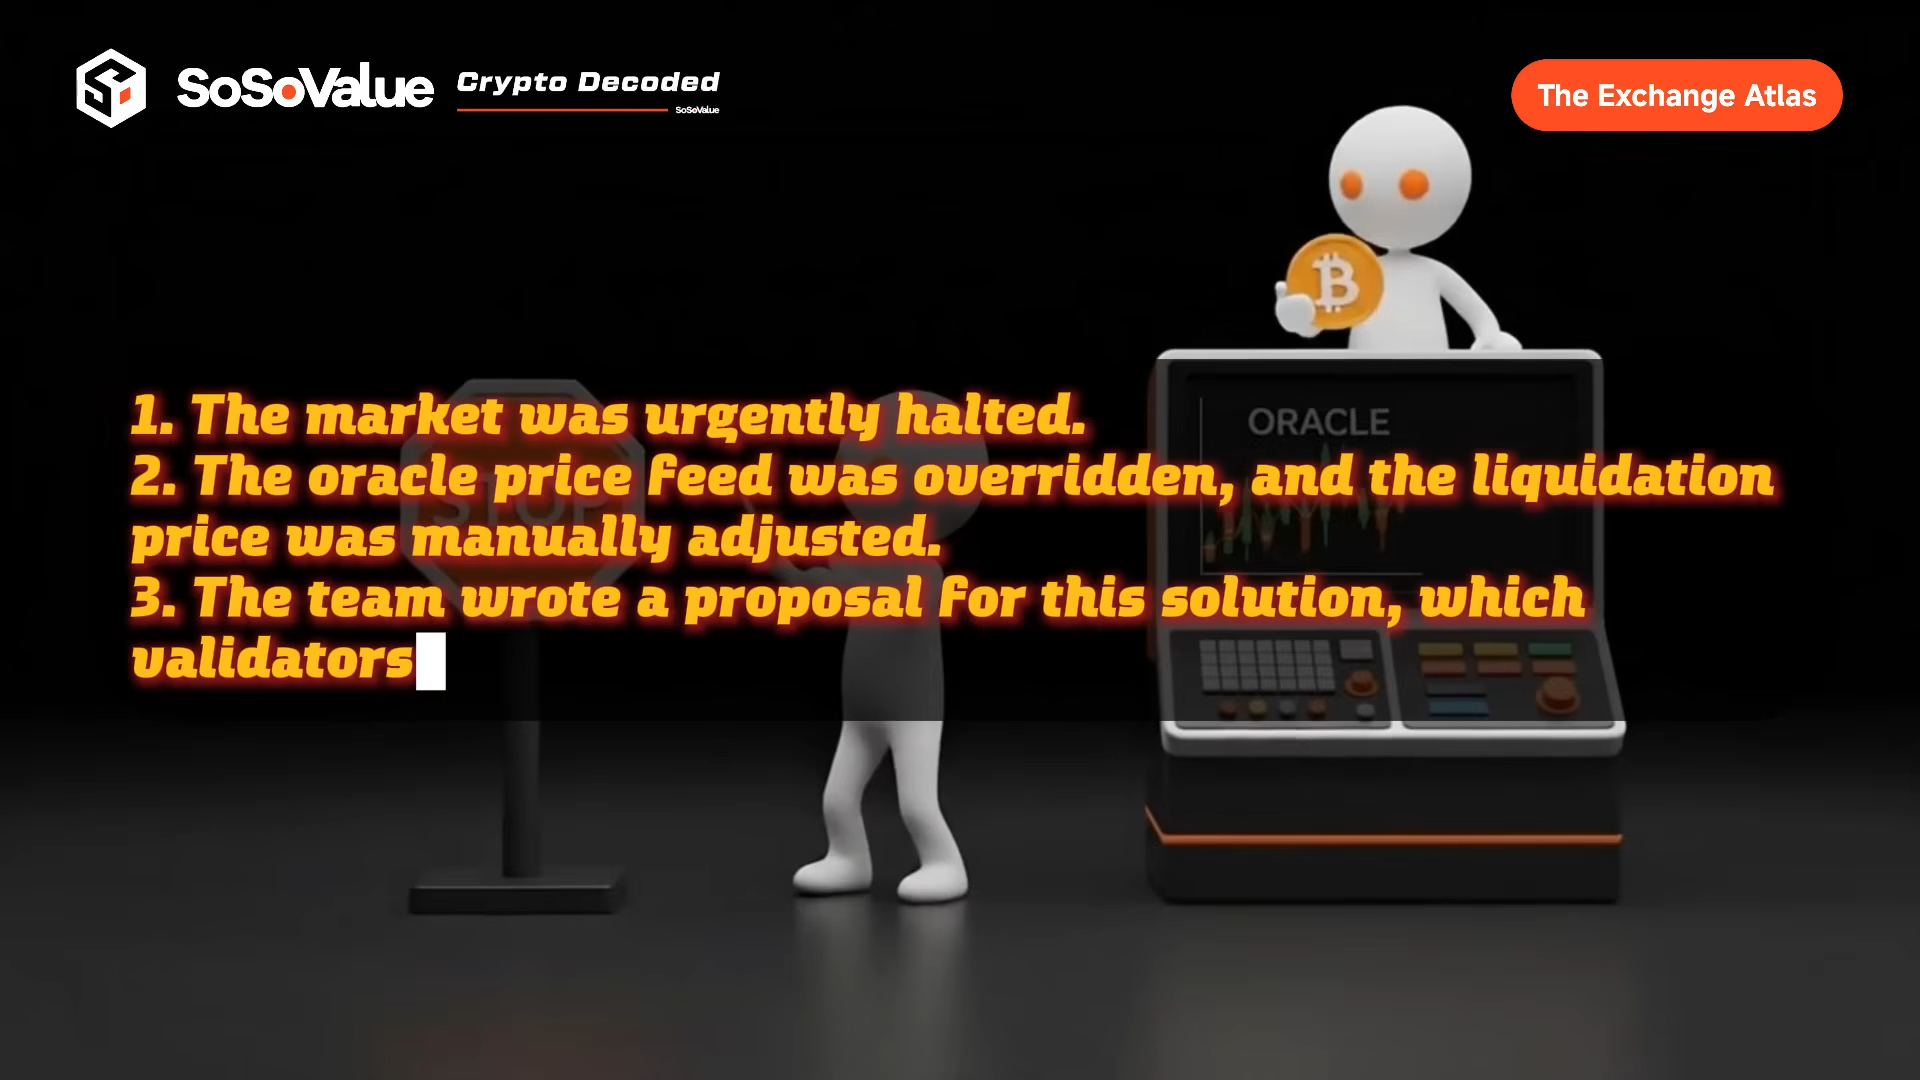 SoSoValue Crypto Decoded
SoSoValue
The Exchange Atlas
ORACLE
STOP
1. The market was urgently halted.
2. The oracle price feed was overridden, and the liquidation
price was manually adjusted.
3. The team wrote a proposal for this solution, which
validators